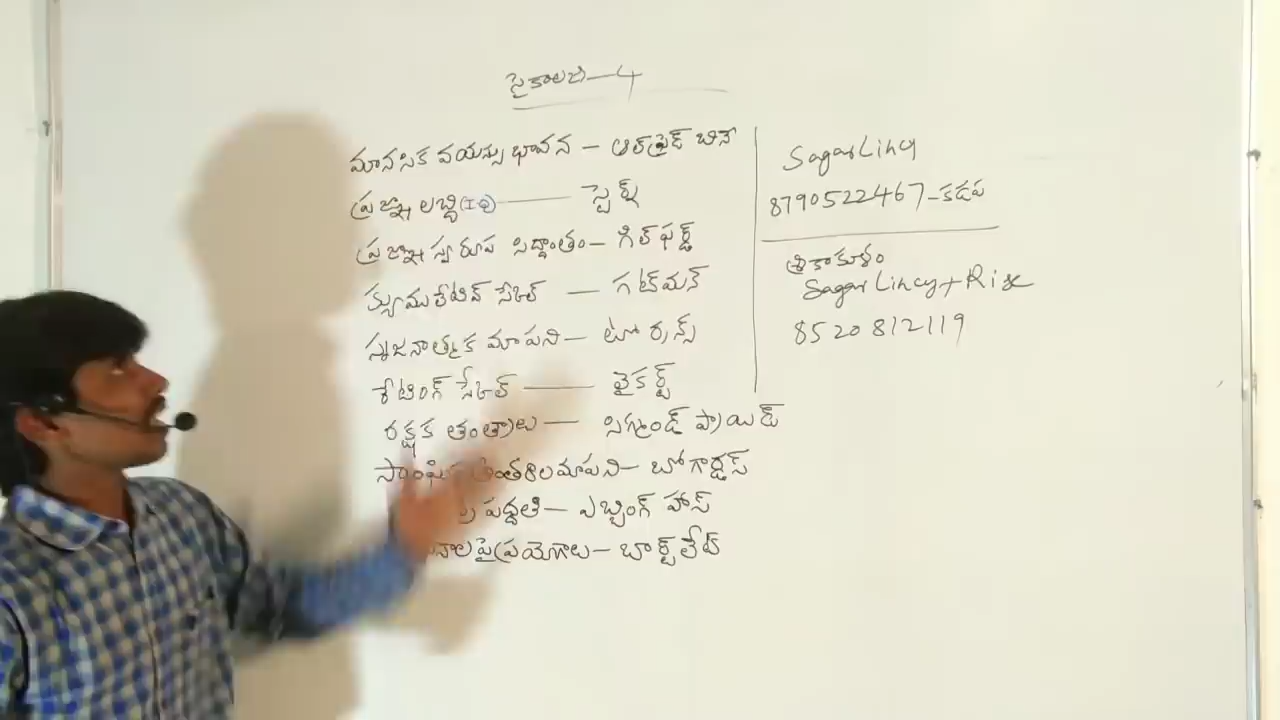 సైకాలజి - 4
మానసిక వయస్సు భావన - ఆల్‌ఫ్రెడ్ బినే
ప్రజ్ఞా లబ్ధి (IQ) - స్టెర్న్
ప్రజ్ఞా స్వరూప సిద్ధాంతం - గిల్ ఫర్డ్
క్యుములేటివ్ స్కేల్ - గట్‌మన్
సృజనాత్మక మాపని - టోరాన్స్
రేటింగ్ స్కేల్ - లైకర్ట్
రక్షక తంత్రాలు - సిగ్మండ్ ఫ్రాయిడ్
సాంఘిక అంతరాల మాపని - బోగార్డస్
పద్ధతి - ఎబ్బింగ్ హాస్
పై ప్రయోగాలు - బార్ట్ లెట్
Sagar Lincy
8790522467 - కడప
శ్రీకాకుళం
Sagar Lincy + Rise
8520812119